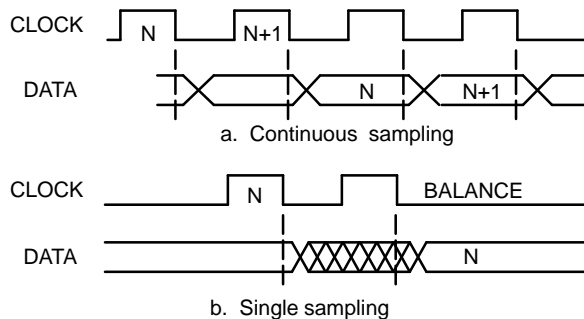 CLOCK N N+1
DATA N N+1
a. Continuous sampling
CLOCK N BALANCE
DATA N
b. Single sampling